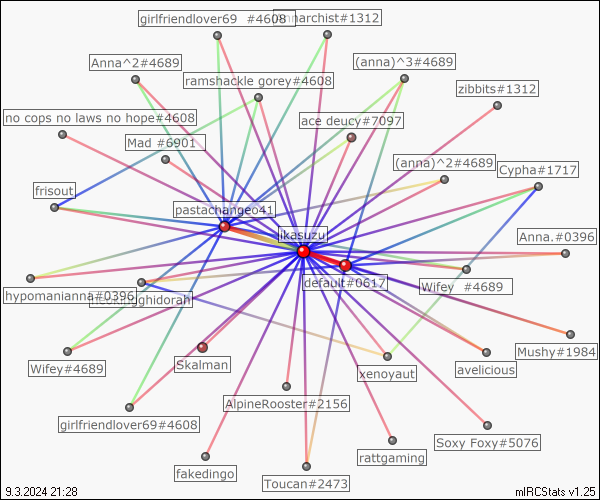 girlfriendlover69 #4608
narchist#1312
Anna^2#4689
(anna)^3#4689
ramshackle gorey#4608
zibbits#1312
no cops no laws no hope#4608
ace deucy#7097
Mad #6901
(anna)^2#4689
Cypha#1717
frisout
pastachangeo41
likasuzu
Anna.#0396
default#0617
Wifey #4689
hypomanianna#0396
ghidorah
Mushy#1984
Wifey#4689
Skalman
xenoyaut
avelicious
AlpineRooster#2156
girlfriendlover69#4608
Soxy Foxy#5076
rattgaming
fakedingo
Toucan#2473
9.3.2024 21:28
mIRCStats v1.25